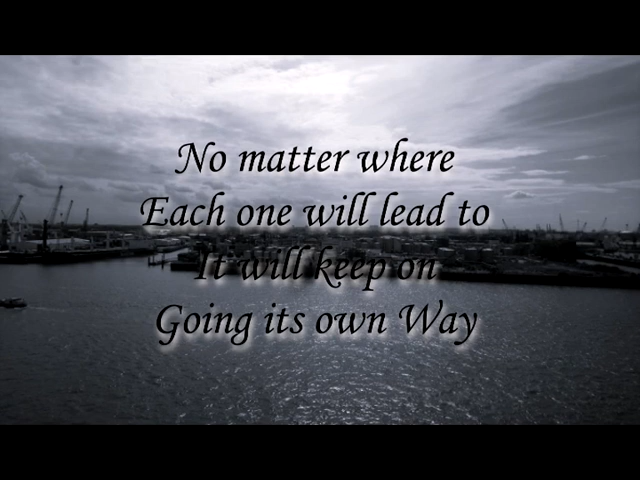 No matter where
Each one will lead to
It will keep on
Going its own Way